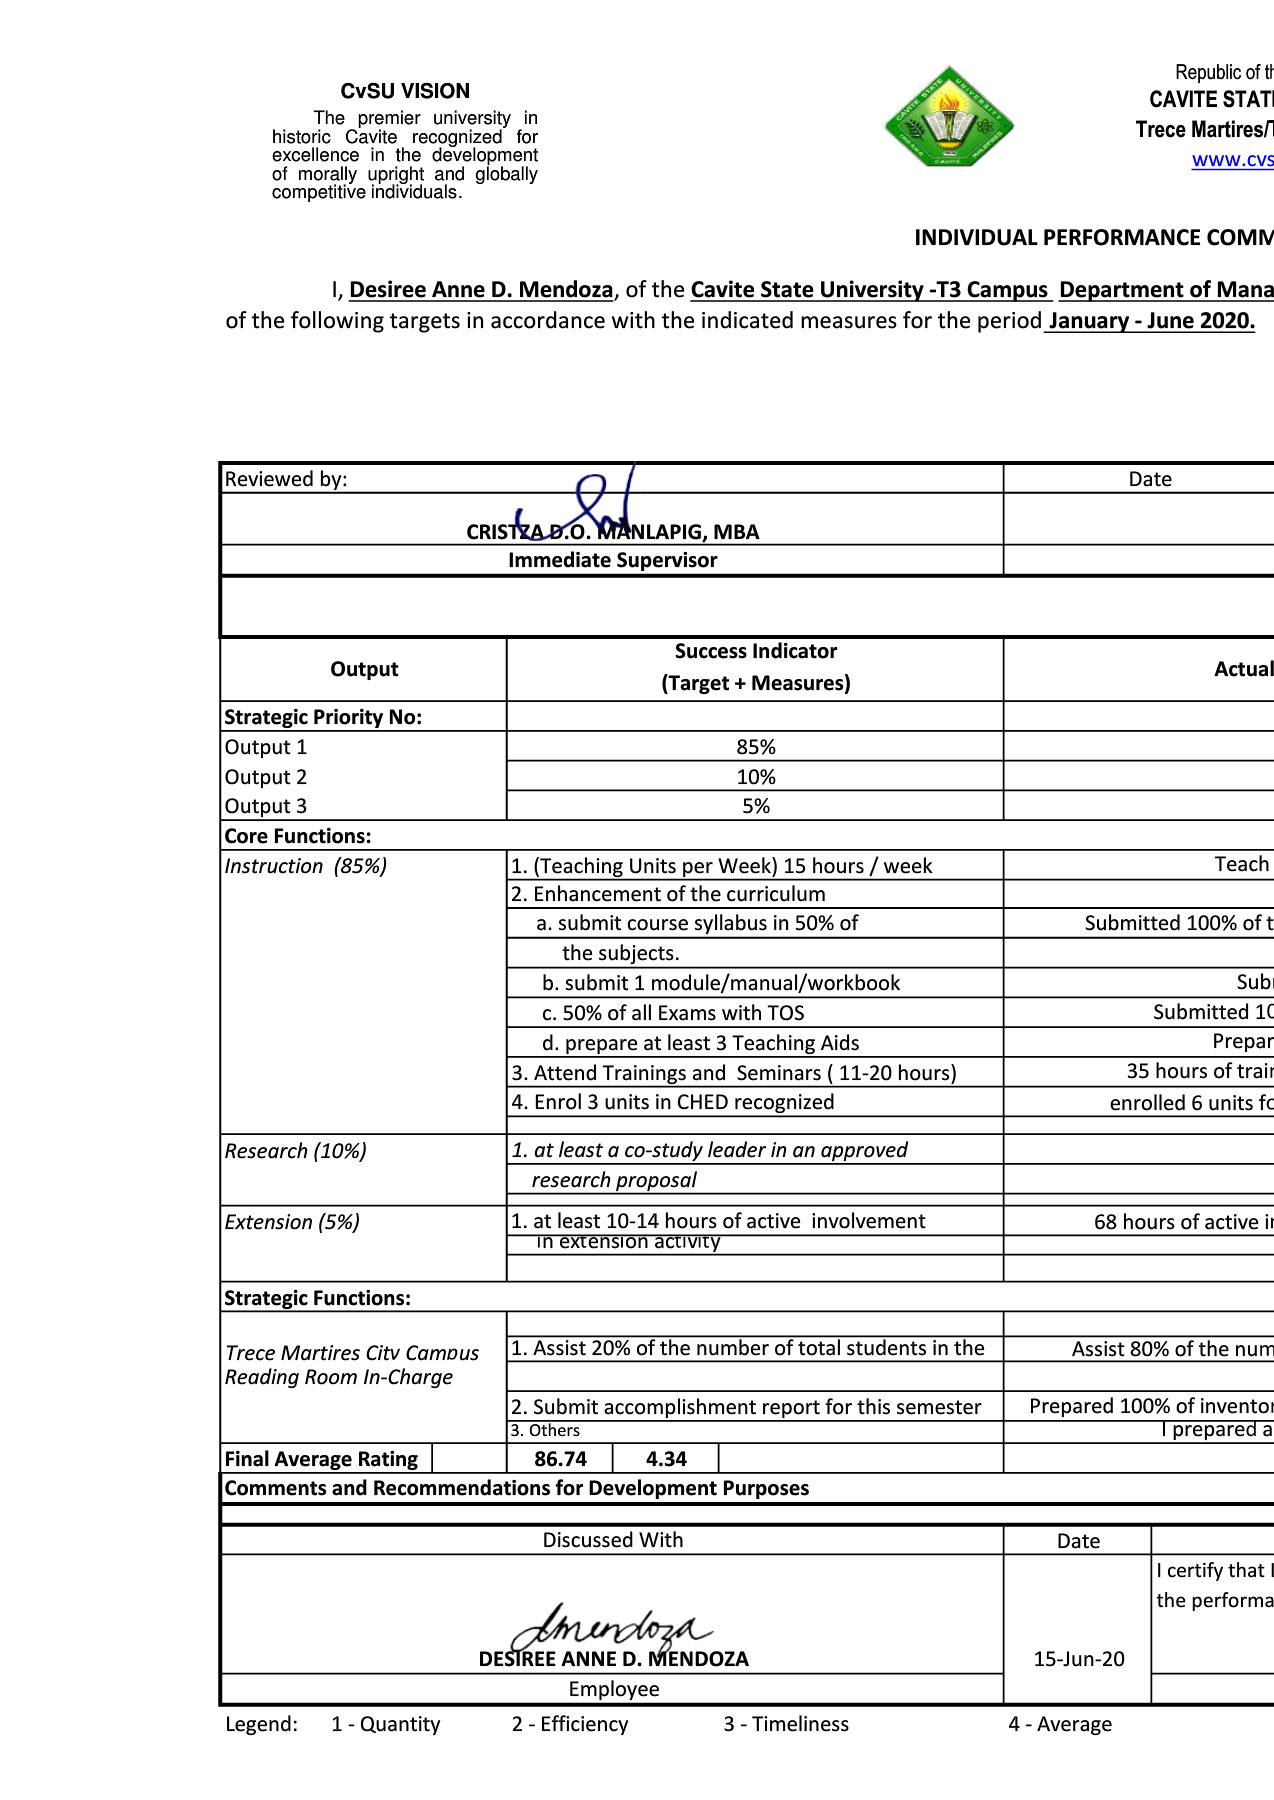 CvSU VISION
The premier university in
historic Cavite recognized for
excellence in the development
of morally upright and globally
competitive individuals.
CAVITE STATE UNIVERSITY
INDANG CAVITE PHILIPPINES
Republic of th
CAVITE STATE
Trece Martires/T
www.cvs
INDIVIDUAL PERFORMANCE COMM
I, Desiree Anne D. Mendoza, of the Cavite State University -T3 Campus Department of Mana
of the following targets in accordance with the indicated measures for the period January - June 2020.
Reviewed by: Date
CRISTZA D.O. MANLAPIG, MBA
Immediate Supervisor
Output Success Indicator Actual
(Target + Measures)
Strategic Priority No:
Output 1 85%
Output 2 10%
Output 3 5%
Core Functions:
Instruction (85%) 1. (Teaching Units per Week) 15 hours / week Teach
2. Enhancement of the curriculum
a. submit course syllabus in 50% of Submitted 100% of t
the subjects.
b. submit 1 module/manual/workbook Subm
c. 50% of all Exams with TOS Submitted 10
d. prepare at least 3 Teaching Aids Prepar
3. Attend Trainings and Seminars ( 11-20 hours) 35 hours of train
4. Enrol 3 units in CHED recognized enrolled 6 units fo
Research (10%) 1. at least a co-study leader in an approved
research proposal
Extension (5%) 1. at least 10-14 hours of active involvement 68 hours of active in
in extension activity
Strategic Functions:
Trece Martires City Campus 1. Assist 20% of the number of total students in the Assist 80% of the num
Reading Room In-Charge
2. Submit accomplishment report for this semester Prepared 100% of inventor
3. Others I prepared a
Final Average Rating 86.74 4.34
Comments and Recommendations for Development Purposes
Discussed With Date
I certify that I
the performa
dmendoza
DESIREE ANNE D. MENDOZA 15-Jun-20
Employee
Legend: 1 - Quantity 2 - Efficiency 3 - Timeliness 4 - Average